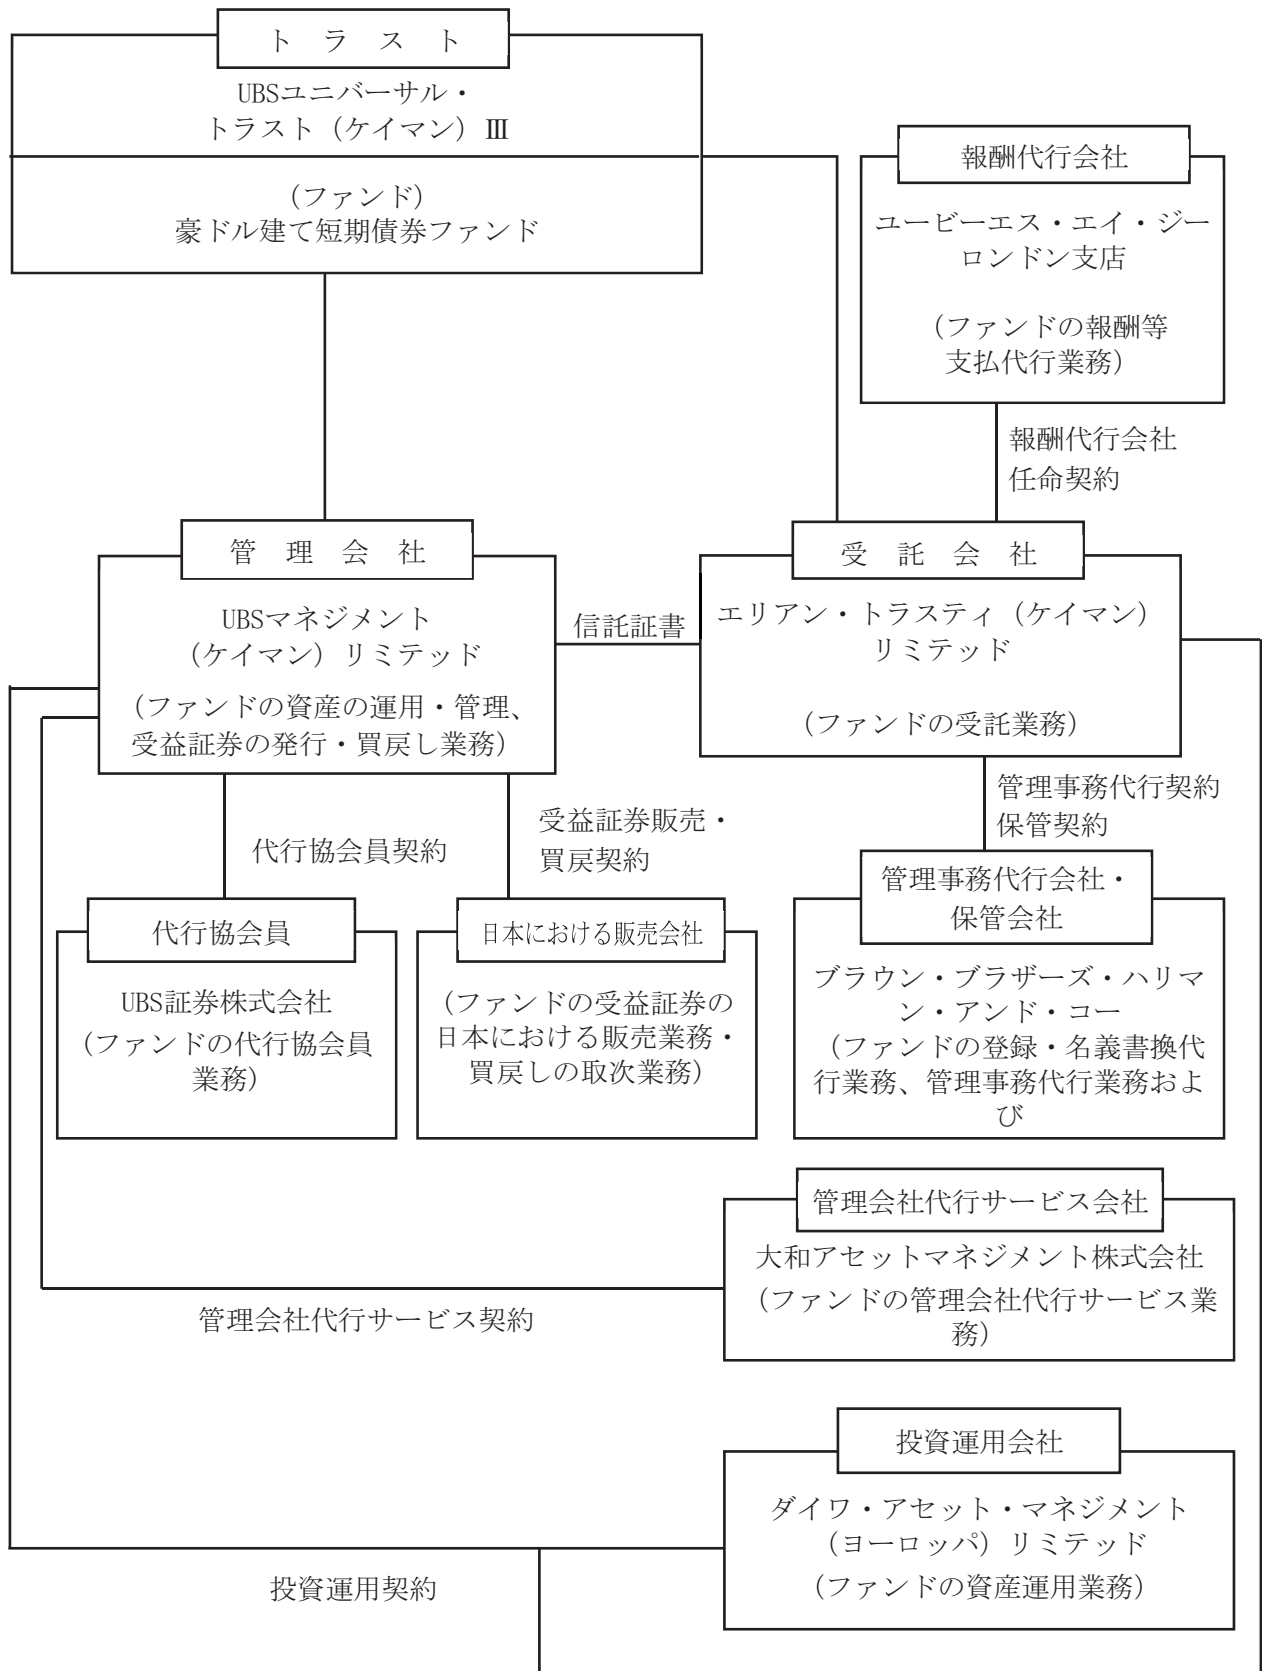 トラスト
UBSユニバーサル・
トラスト（ケイマン）Ⅲ
（ファンド）
豪ドル建て短期債券ファンド
報酬代行会社
ユービーエス・エイ・ジー
ロンドン支店
（ファンドの報酬等
支払代行業務）
報酬代行会社
任命契約
管理会社
UBSマネジメント
（ケイマン）リミテッド
（ファンドの資産の運用・管理、
受益証券の発行・買戻し業務）
信託証書
受託会社
エリアン・トラスティ（ケイマン）
リミテッド
（ファンドの受託業務）
代行協会員契約
受益証券販売・
買戻契約
管理事務代行契約
保管契約
代行協会員
UBS証券株式会社
（ファンドの代行協会員
業務）
日本における販売会社
（ファンドの受益証券の
日本における販売業務・
買戻しの取次業務）
管理事務代行会社・
保管会社
ブラウン・ブラザーズ・ハリマ
ン・アンド・コー
（ファンドの登録・名義書換代
行業務、管理事務代行業務およ
び
管理会社代行サービス会社
大和アセットマネジメント株式会社
（ファンドの管理会社代行サービス業
務）
管理会社代行サービス契約
投資運用会社
ダイワ・アセット・マネジメント
（ヨーロッパ）リミテッド
（ファンドの資産運用業務）
投資運用契約